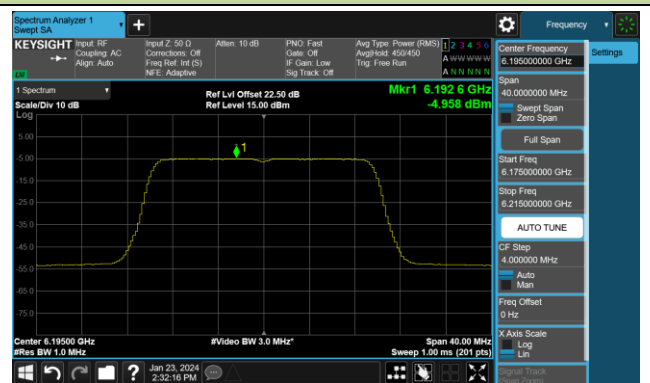 Spectrum Analyzer 1
Swept SA
Frequency
KEYSIGHT
Input: RF
Coupling: AC
Align: Auto
Input Z: 50 Ω
Corrections: Off
Freq Ref: Int (S)
NFE: Adaptive
Atten: 10 dB
PNO: Fast
Gate: Off
IF Gain: Low
Sig Track: Off
Avg Type: Power (RMS)
Avg|Hold: 450/450
Trig: Free Run
1 2 3 4 5 6
A W W W W W
A N N N N N
LW
Center Frequency
6.195000000 GHz
Settings
Span
40.0000000 MHz
Swept Span
Zero Span
Full Span
Start Freq
6.175000000 GHz
Stop Freq
6.215000000 GHz
AUTO TUNE
CF Step
4.000000 MHz
Auto
Man
Freq Offset
0 Hz
X Axis Scale
Log
Lin
Signal Track
1 Spectrum
Scale/Div 10 dB
Ref Lvl Offset 22.50 dB
Ref Level 15.00 dBm
Mkr1 6.192 6 GHz
-4.958 dBm
Log
5.00
-5.00
-15.0
-25.0
-35.0
-45.0
-55.0
-65.0
-75.0
1
Center 6.19500 GHz
#Res BW 1.0 MHz
#Video BW 3.0 MHz*
Span 40.00 MHz
Sweep 1.00 ms (201 pts)
Jan 23, 2024
2:32:16 PM